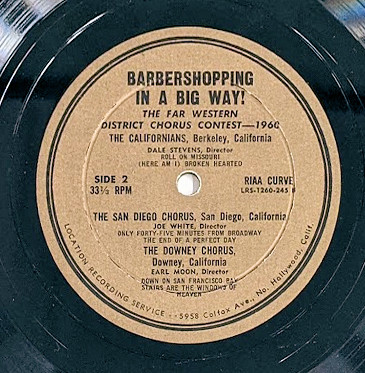 BARBERSHOPPING
IN A BIG WAY!
THE FAR WESTERN
DISTRICT CHORUS CONTEST—1960
THE CALIFORNIANS, Berkeley, California
DALE STEVENS, Director
ROLL ON MISSOURI
(HERE AM I) BROKEN HEARTED
SIDE 2
33⅓ RPM
RIAA CURVE
LRS-1260-245 B
THE SAN DIEGO CHORUS, San Diego, California
JOE WHITE, Director
ONLY FORTY-FIVE MINUTES FROM BROADWAY
THE END OF A PERFECT DAY
THE DOWNEY CHORUS,
Downey, California
EARL MOON, Director
DOWN ON SAN FRANCISCO BAY
STAIRS ARE THE WINDOWS OF
HEAVEN
LOCATION RECORDING SERVICE - - 5958 Colfax Ave., No. Hollywood, Calif.